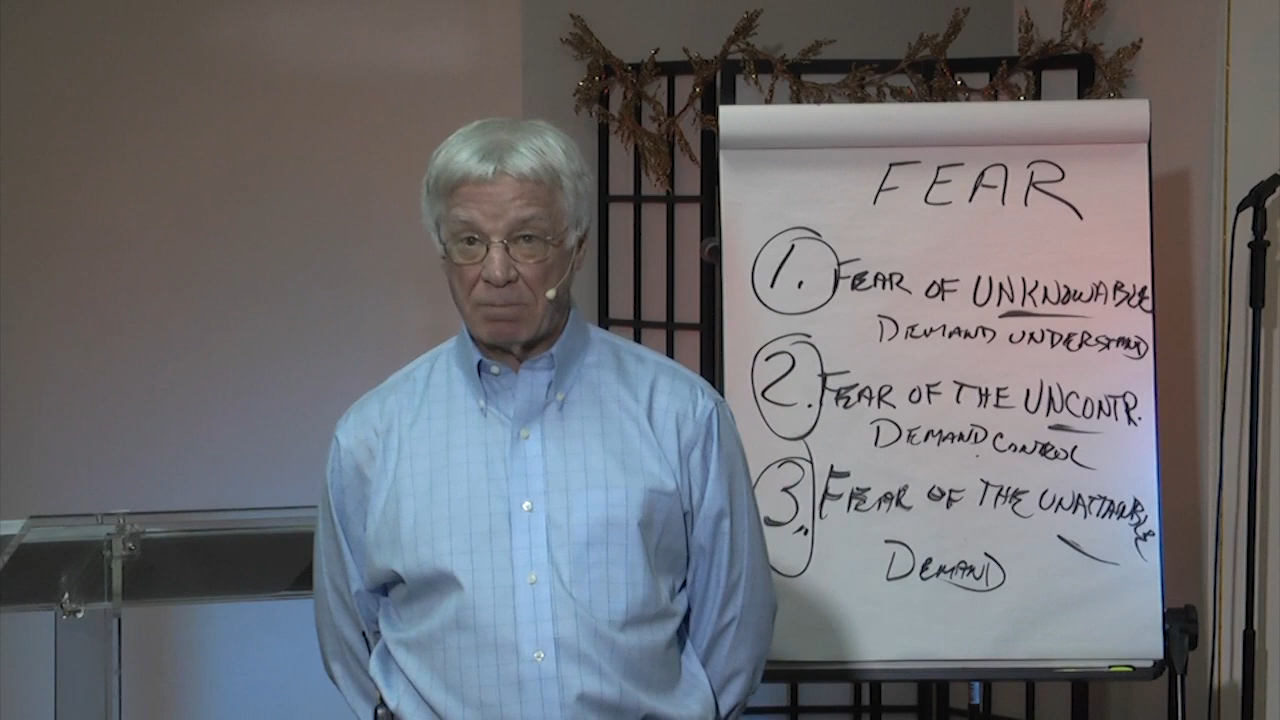 FEAR
1. FEAR OF UNKNOWABLE
DEMAND UNDERSTAND
2. FEAR OF THE UNCONTR.
DEMAND CONTROL
3. FEAR OF THE UNATTAINABLE
DEMAND